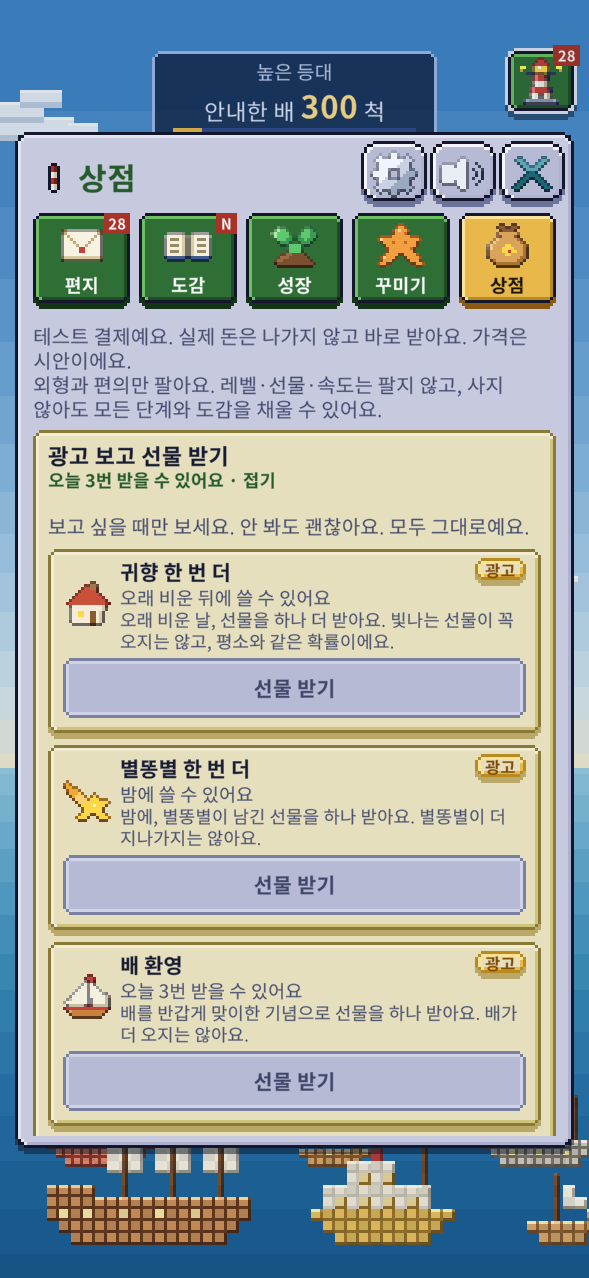 높은 등대
안내한 배 300 척
28
상점
28
편지
N
도감
성장
꾸미기
상점
테스트 결제예요. 실제 돈은 나가지 않고 바로 받아요. 가격은
시안이에요.
외형과 편의만 팔아요. 레벨·선물·속도는 팔지 않고, 사지
않아도 모든 단계와 도감을 채울 수 있어요.
광고 보고 선물 받기
오늘 3번 받을 수 있어요 · 접기
보고 싶을 때만 보세요. 안 봐도 괜찮아요. 모두 그대로예요.
귀향 한 번 더
광고
오래 비운 뒤에 쓸 수 있어요
오래 비운 날, 선물을 하나 더 받아요. 빛나는 선물이 꼭
오지는 않고, 평소와 같은 확률이에요.
선물 받기
별똥별 한 번 더
광고
밤에 쓸 수 있어요
밤에, 별똥별이 남긴 선물을 하나 받아요. 별똥별이 더
지나가지는 않아요.
선물 받기
배 환영
광고
오늘 3번 받을 수 있어요
배를 반갑게 맞이한 기념으로 선물을 하나 받아요. 배가
더 오지는 않아요.
선물 받기